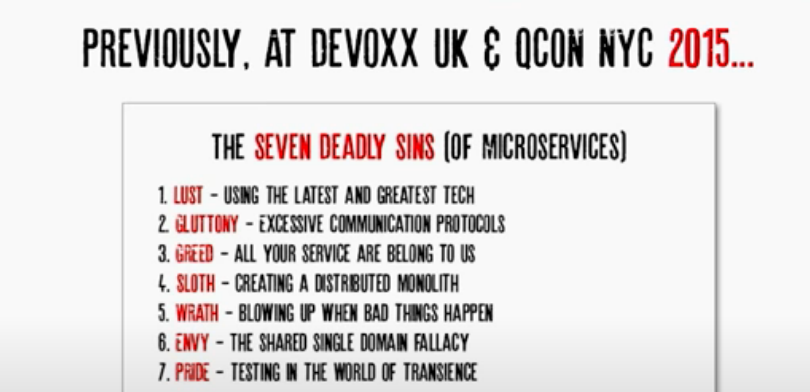 PREVIOUSLY, AT DEVOXX UK & QCON NYC 2015...
THE SEVEN DEADLY SINS (OF MICROSERVICES)
1. LUST - USING THE LATEST AND GREATEST TECH
2. GLUTTONY - EXCESSIVE COMMUNICATION PROTOCOLS
3. GREED - ALL YOUR SERVICE ARE BELONG TO US
4. SLOTH - CREATING A DISTRIBUTED MONOLITH
5. WRATH - BLOWING UP WHEN BAD THINGS HAPPEN
6. ENVY - THE SHARED SINGLE DOMAIN FALLACY
7. PRIDE - TESTING IN THE WORLD OF TRANSIENCE